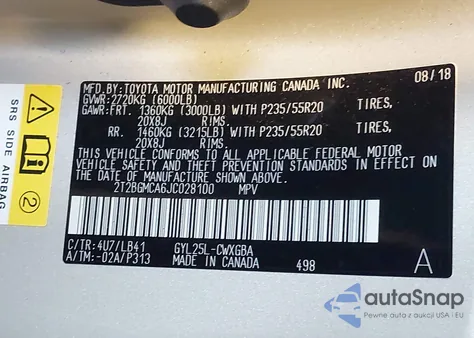 MFD.BY:TOYOTA MOTOR MANUFACTURING CANADA INC. 08/18
GVWR:2720KG (6000LB)
GAWR:FRT. 1360KG (3000LB) WITH P235/55R20 TIRES,
20X8J RIMS,
RR. 1460KG (3215LB) WITH P235/55R20 TIRES,
20X8J RIMS,
THIS VEHICLE CONFORMS TO ALL APPLICABLE FEDERAL MOTOR
VEHICLE SAFETY AND THEFT PREVENTION STANDARDS IN EFFECT ON
THE DATE OF MANUFACTURE SHOWN ABOVE.
2T2BGMCA6JC028100 MPV
C/TR:4U7/LB41 GYL25L-CWXGBA
A/TM:-02A/P313 MADE IN CANADA 498 A
SRS SIDE AIRBAG
2
autoSnap
Pewne auta z aukcji USA i EU